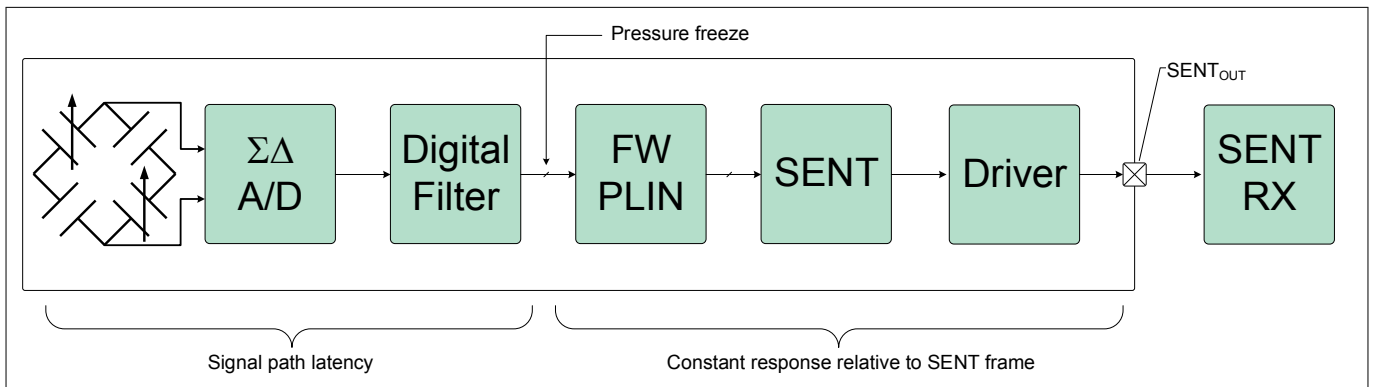 Pressure freeze
SENTOUT
ΣΔ
A/D
Digital
Filter
FW
PLIN
SENT
Driver
SENT
RX
Signal path latency
Constant response relative to SENT frame